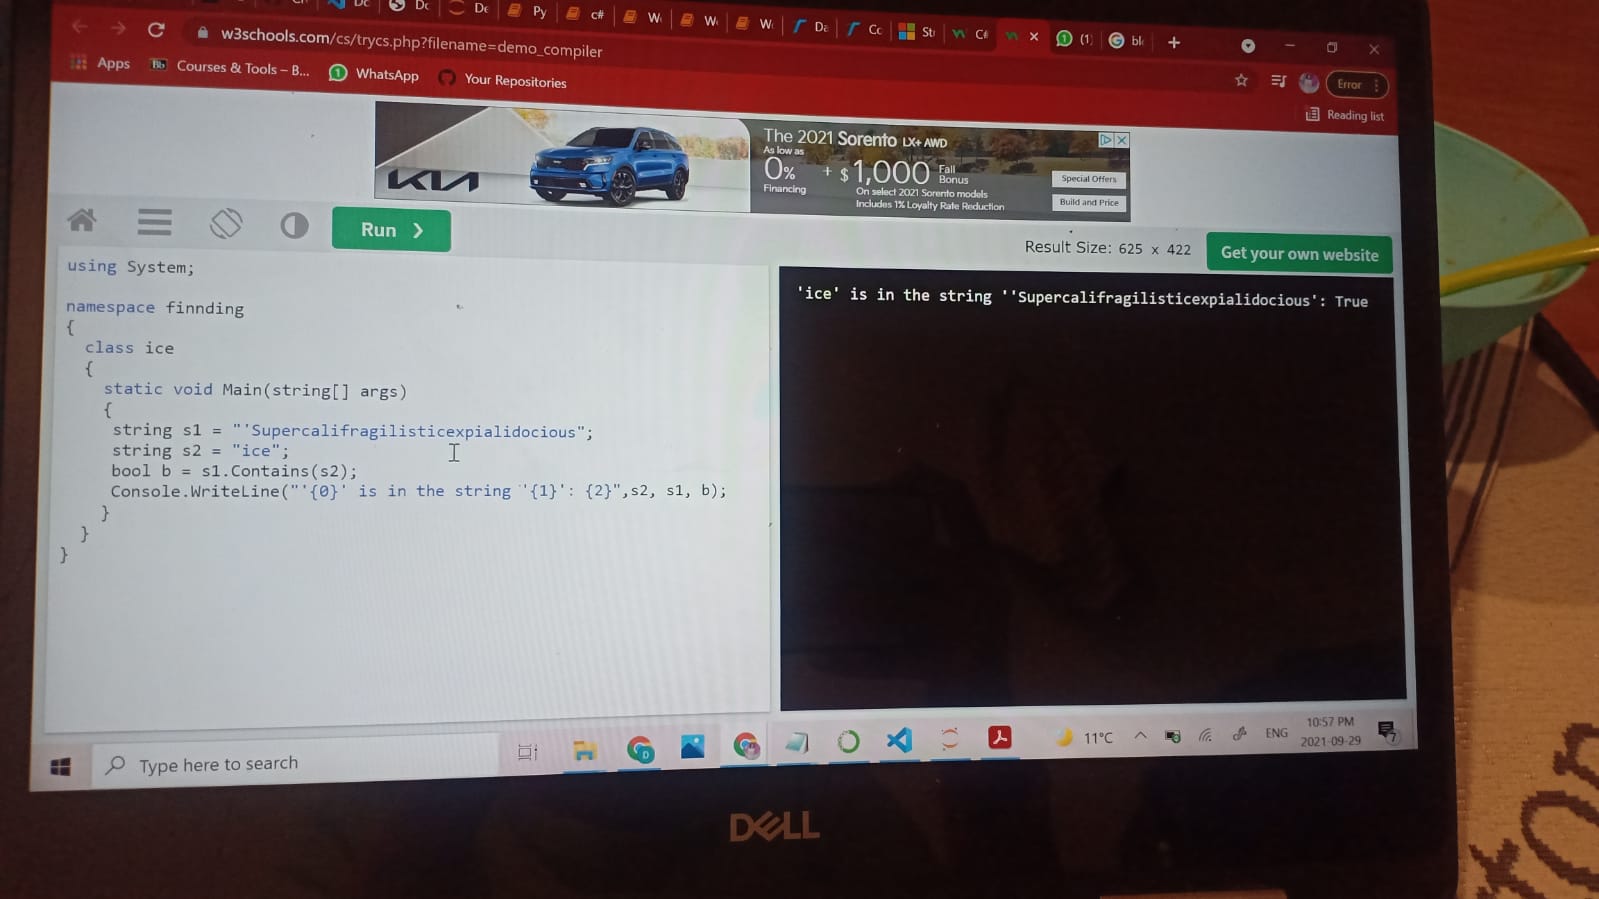 Dc
Dc
De
Py
c#
W
W
W
Da
Cc
St
C#
(1)
bl
w3schools.com/cs/trycs.php?filename=demo_compiler
Error
Apps
Courses & Tools – B...
WhatsApp
Your Repositories
Reading list
KIA
The 2021 Sorento LX+ AWD
As low as
0%
Financing
+ $1,000 Fall Bonus
On select 2021 Sorento models
Includes 1% Loyalty Rate Reduction
Special Offers
Build and Price
Run ❯
Result Size: 625 x 422
Get your own website
using System;
namespace finnding
{
class ice
{
static void Main(string[] args)
{
string s1 = "'Supercalifragilisticexpialidocious";
string s2 = "ice";
bool b = s1.Contains(s2);
Console.WriteLine("'{0}' is in the string '{1}': {2}",s2, s1, b);
}
}
}
'ice' is in the string ''Supercalifragilisticexpialidocious': True
Type here to search
11°C
ENG
10:57 PM
2021-09-29
7
DELL